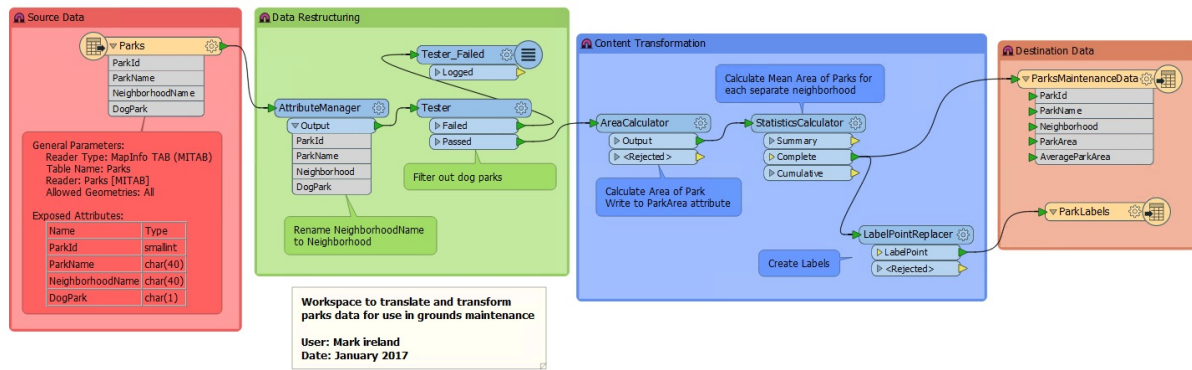 Source Data
Parks
ParkId
ParkName
NeighborhoodName
DogPark
General Parameters:
Reader Type: MapInfo TAB (MITAB)
Table Name: Parks
Reader: Parks [MITAB]
Allowed Geometries: All
Exposed Attributes:
Name Type
ParkId smallint
ParkName char(40)
NeighborhoodName char(40)
DogPark char(1)
Data Restructuring
Tester_Failed
Logged
AttributeManager
Output
ParkId
ParkName
Neighborhood
DogPark
Tester
Failed
Passed
Filter out dog parks
Rename NeighborhoodName
to Neighborhood
Workspace to translate and transform
parks data for use in grounds maintenance
User: Mark ireland
Date: January 2017
Content Transformation
Calculate Mean Area of Parks for
each separate neighborhood
AreaCalculator
Output
<Rejected>
Calculate Area of Park
Write to ParkArea attribute
StatisticsCalculator
Summary
Complete
Cumulative
LabelPointReplacer
LabelPoint
<Rejected>
Create Labels
Destination Data
ParksMaintenanceData
ParkId
ParkName
Neighborhood
ParkArea
AverageParkArea
ParkLabels